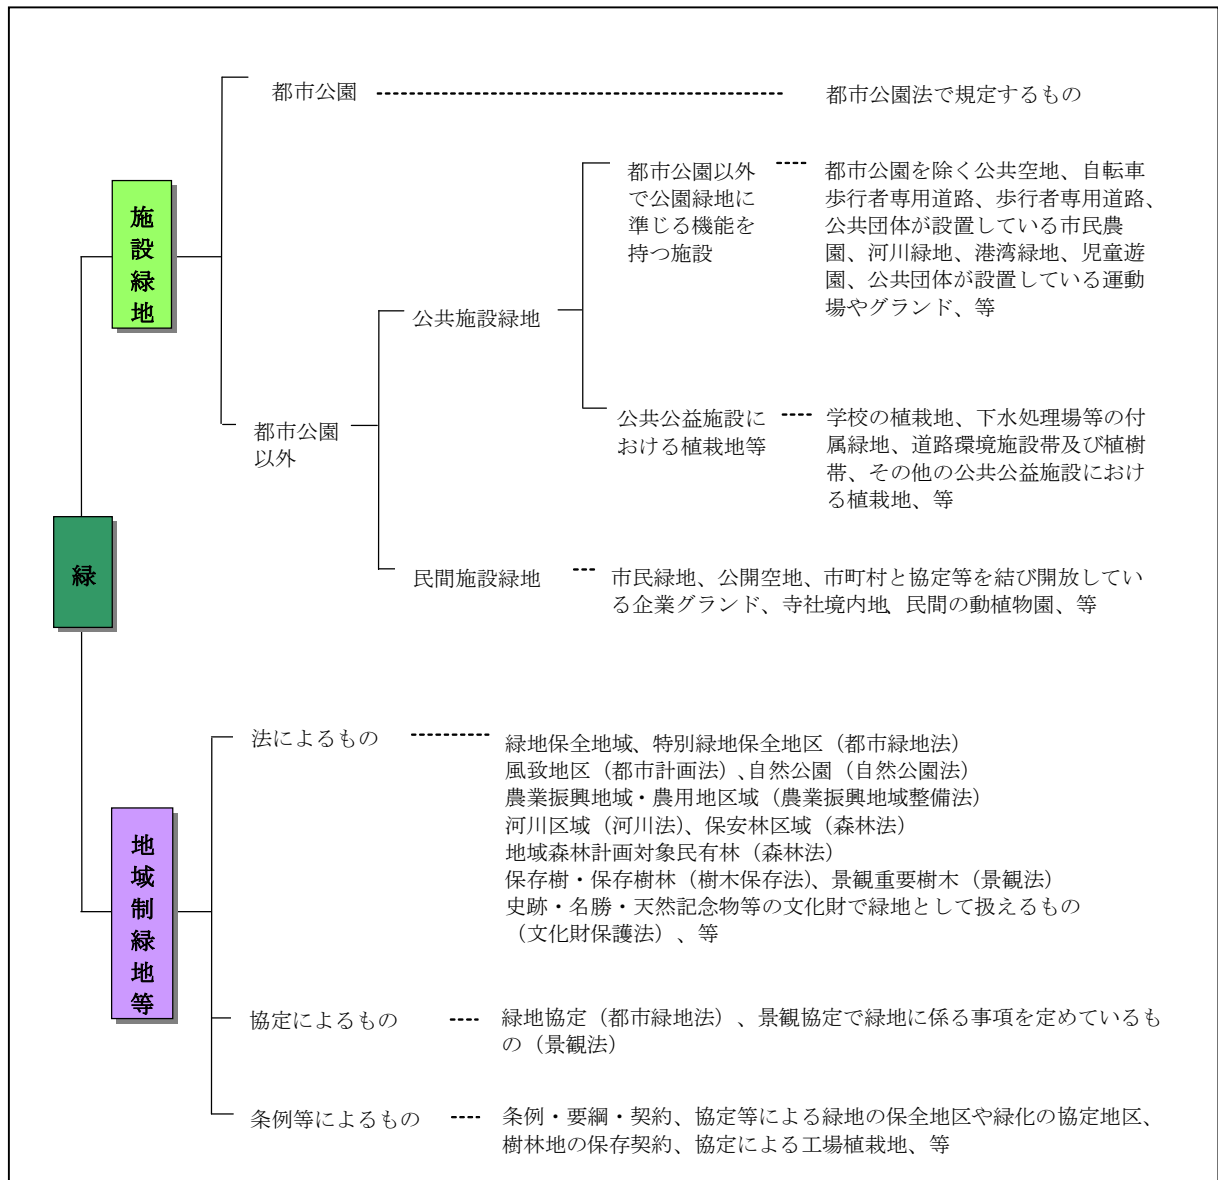 都市公園
都市公園法で規定するもの
施設緑地
都市公園以外
で公園緑地に
準じる機能を
持つ施設
都市公園を除く公共空地、自転車
歩行者専用道路、歩行者専用道路、
公共団体が設置している市民農
園、河川緑地、港湾緑地、児童遊
園、公共団体が設置している運動
場やグランド、等
公共施設緑地
都市公園
以外
公共公益施設に
おける植栽地等
学校の植栽地、下水処理場等の付
属緑地、道路環境施設帯及び植樹
帯、その他の公共公益施設におけ
る植栽地、等
緑
民間施設緑地
市民緑地、公開空地、市町村と協定等を結び開放してい
る企業グランド、寺社境内地、民間の動植物園、等
法によるもの
緑地保全地域、特別緑地保全地区（都市緑地法）
風致地区（都市計画法）、自然公園（自然公園法）
農業振興地域・農用地区域（農業振興地域整備法）
河川区域（河川法）、保安林区域（森林法）
地域森林計画対象民有林（森林法）
保存樹・保存樹林（樹木保存法）、景観重要樹木（景観法）
史跡・名勝・天然記念物等の文化財で緑地として扱えるもの
（文化財保護法）、等
地域制緑地等
協定によるもの
緑地協定（都市緑地法）、景観協定で緑地に係る事項を定めているも
の（景観法）
条例等によるもの
条例・要綱・契約、協定等による緑地の保全地区や緑化の協定地区、
樹林地の保存契約、協定による工場植栽地、等